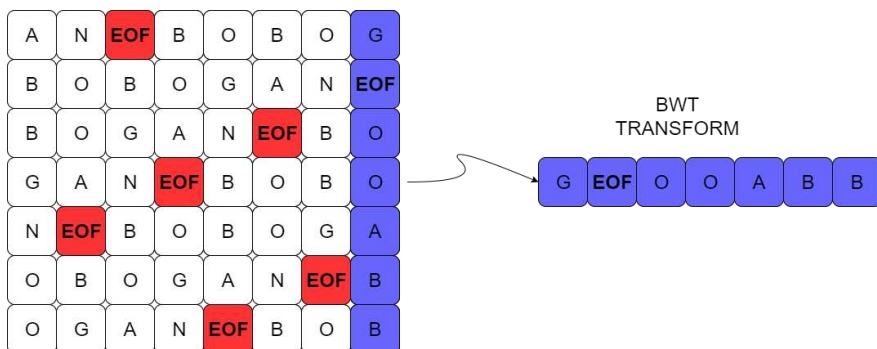 A N EOF B O B O G
B O B O G A N EOF
BWT
TRANSFORM
B O G A N EOF B O
G A N EOF B O B O
G EOF O O A B B
N EOF B O B O G A
O B O G A N EOF B
O G A N EOF B O B